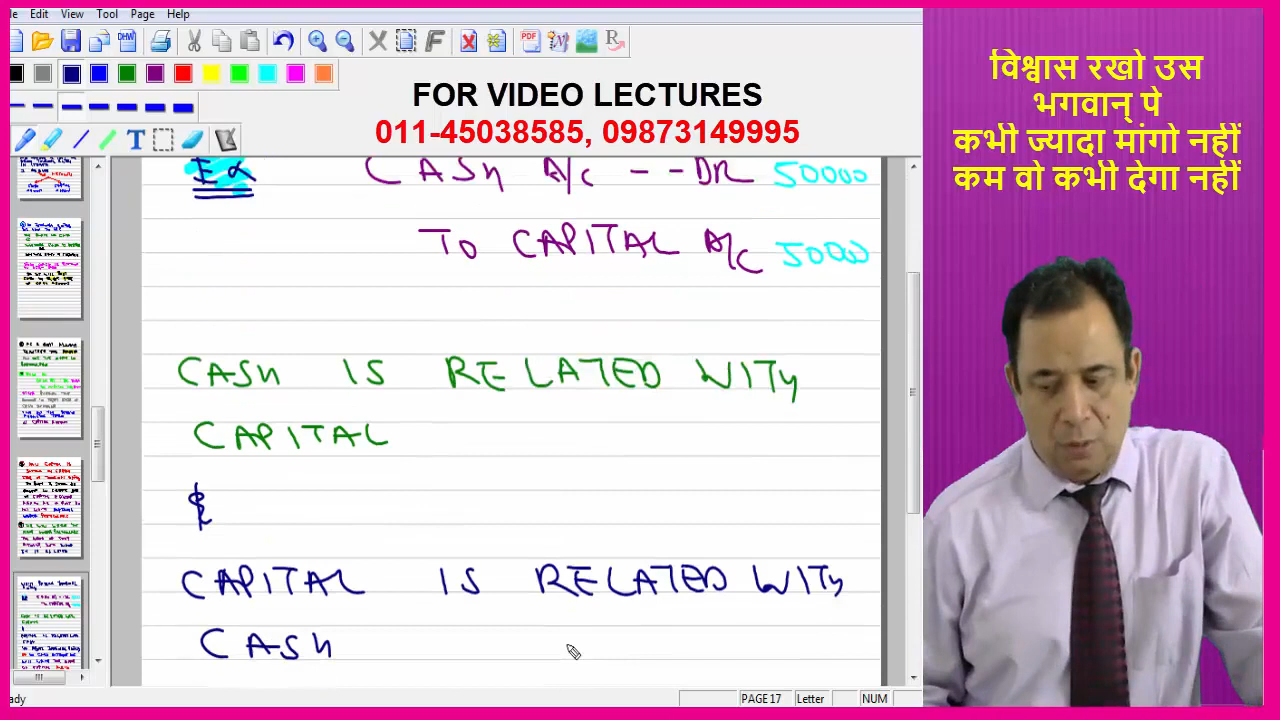 Edit View Tool Page Help
FOR VIDEO LECTURES
011-45038585, 09873149995
EX CASH A/C - - DR 50000
TO CAPITAL A/C 50000
CASH IS RELATED WITH
CAPITAL
&
CAPITAL IS RELATED WITH
CASH
PAGE 17 Letter NUM
विश्वास रखो उस
भगवान् पे
कभी ज्यादा मांगो नहीं
कम वो कभी देगा नहीं